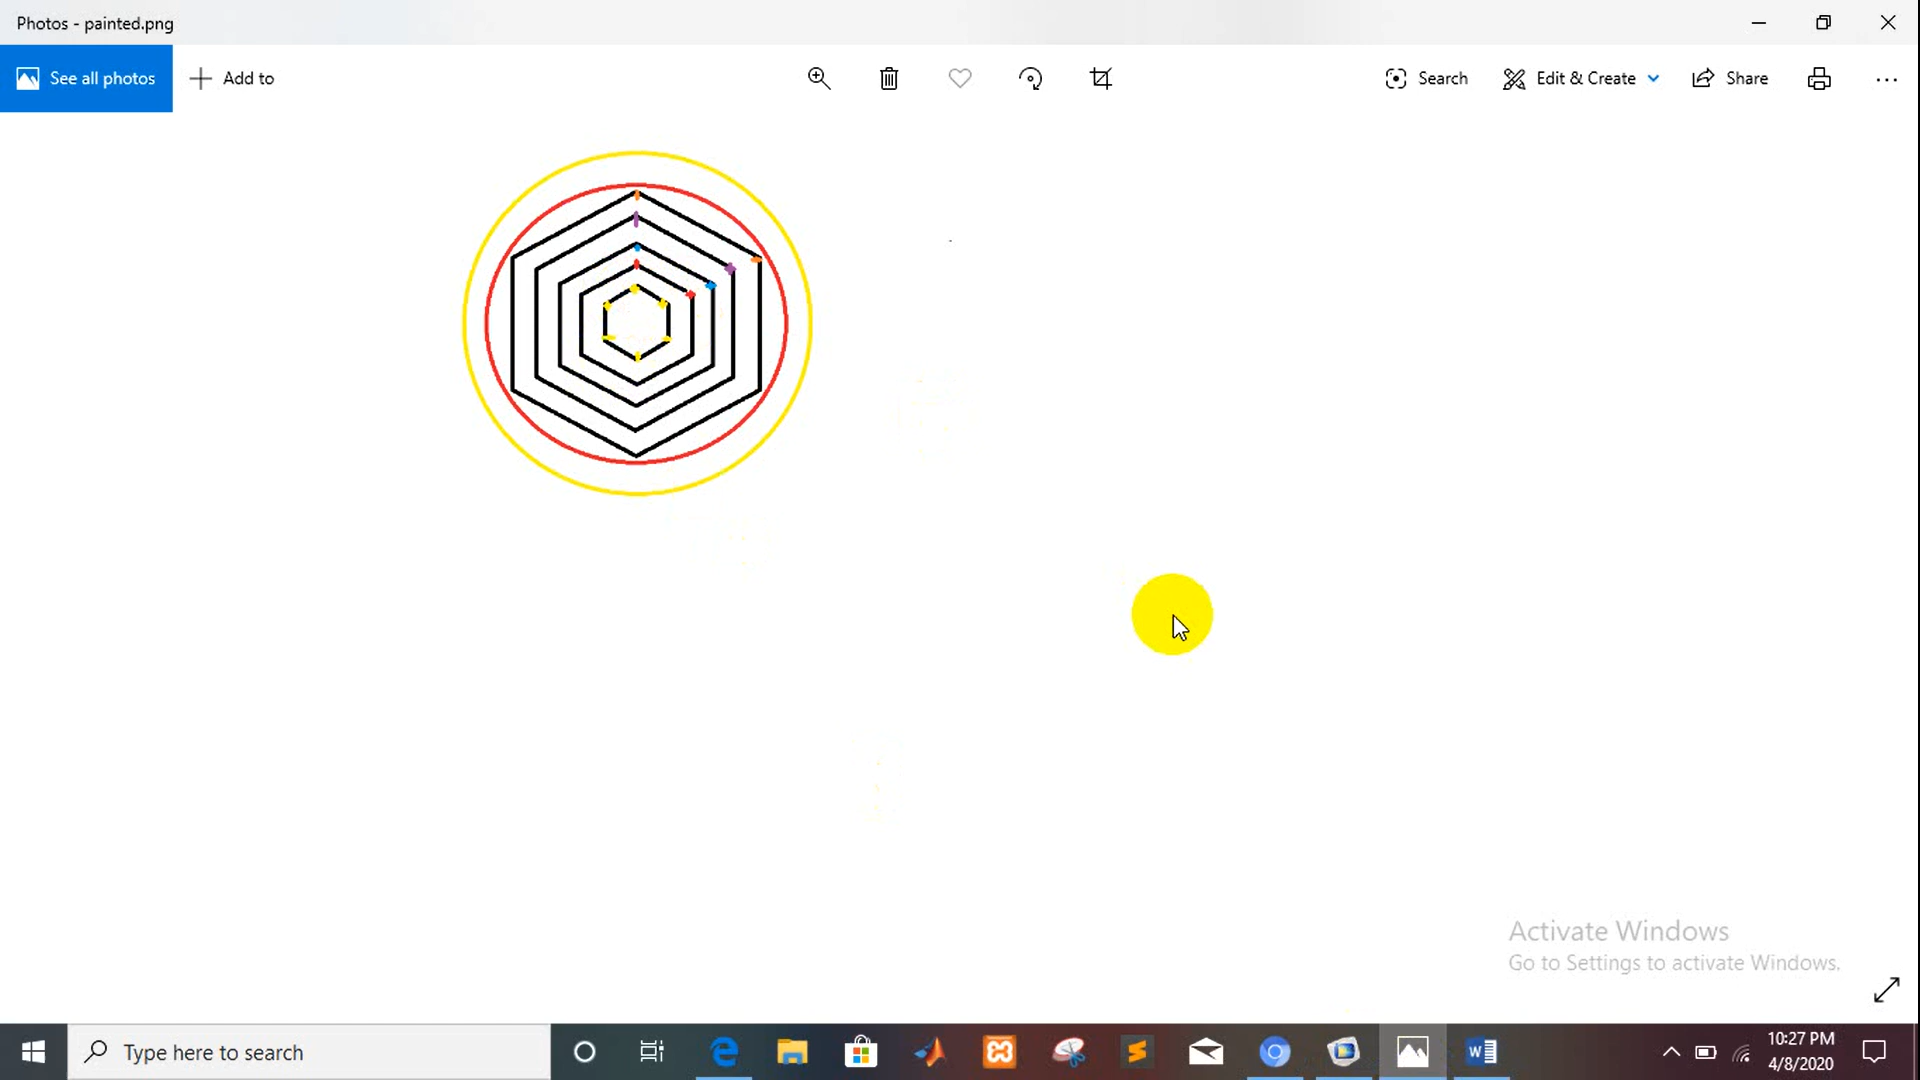 Photos - painted.png
See all photos
Add to
Search
Edit & Create
Share
Activate Windows
Go to Settings to activate Windows.
Type here to search
10:27 PM
4/8/2020